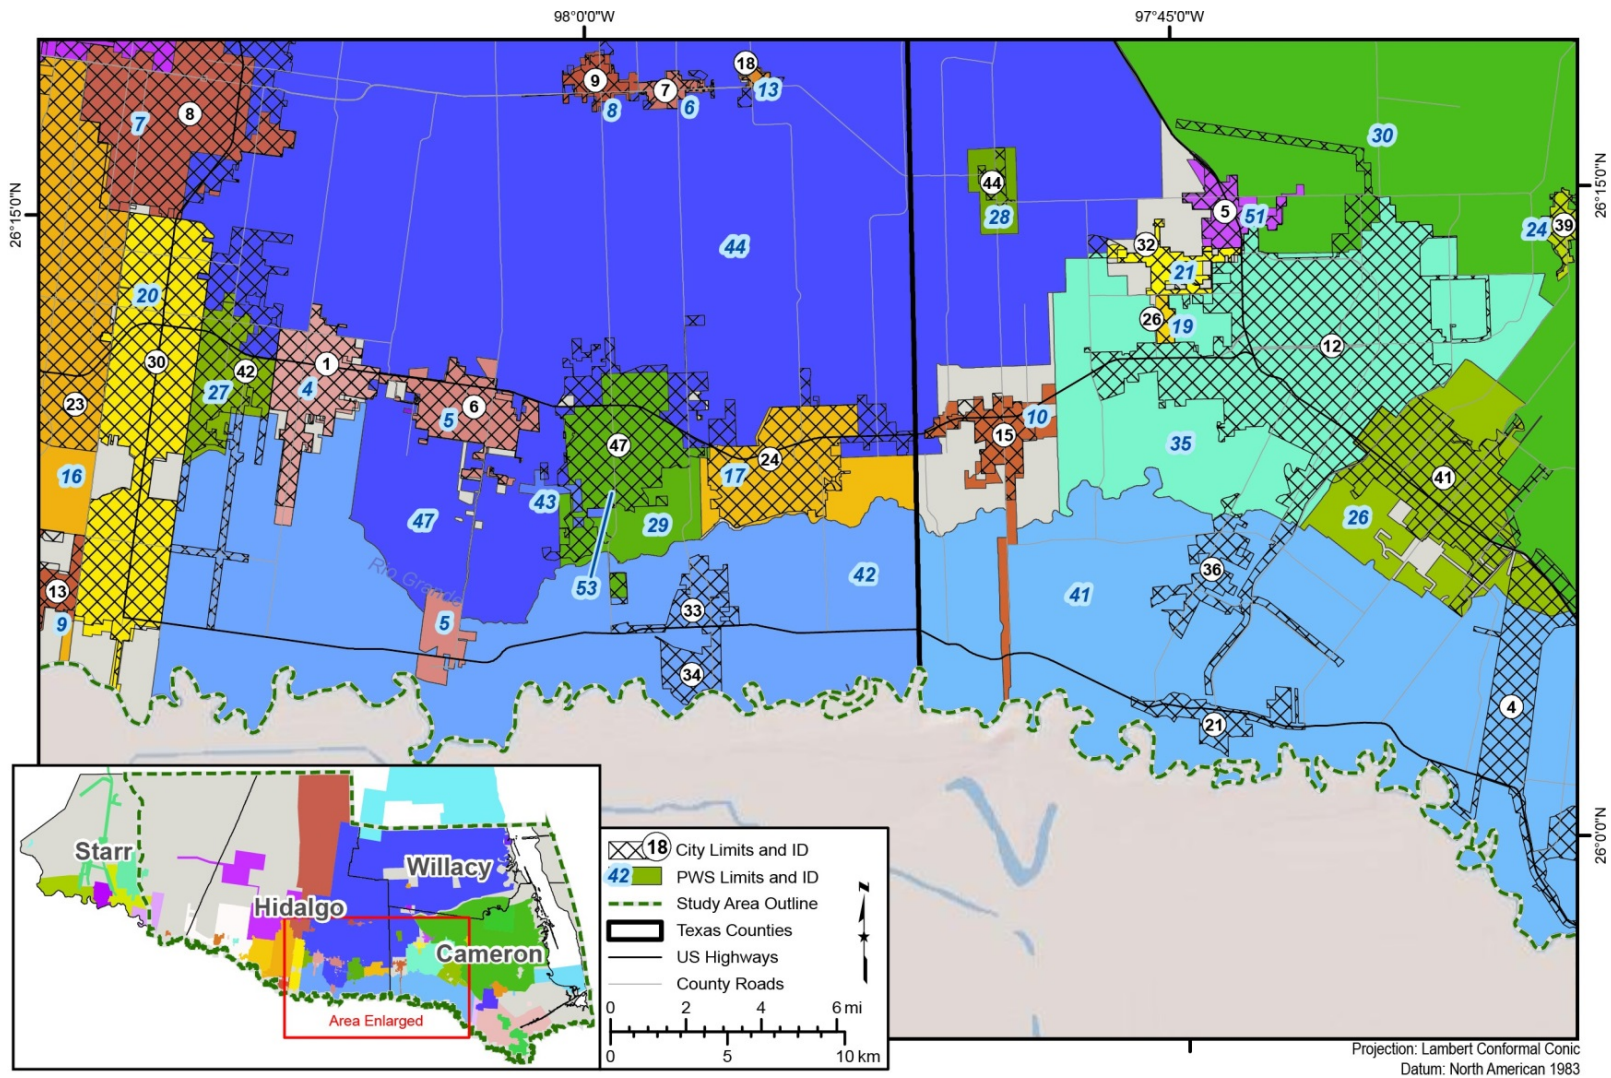 98°0'0"W
97°45'0"W
26°15'0"N
26°15'0"N
26°0'0"N
9
18
8
7
13
7
8
6
30
44
5
51
28
39
24
32
44
21
20
26
19
12
1
30
42
27
4
23
6
5
10
47
15
35
24
17
16
41
43
47
29
26
Rio Grande
36
42
53
13
41
33
9
5
34
4
21
Starr
Willacy
Hidalgo
Cameron
Area Enlarged
18 City Limits and ID
42 PWS Limits and ID
Study Area Outline
Texas Counties
US Highways
County Roads
N
0 2 4 6 mi
0 5 10 km
Projection: Lambert Conformal Conic
Datum: North American 1983